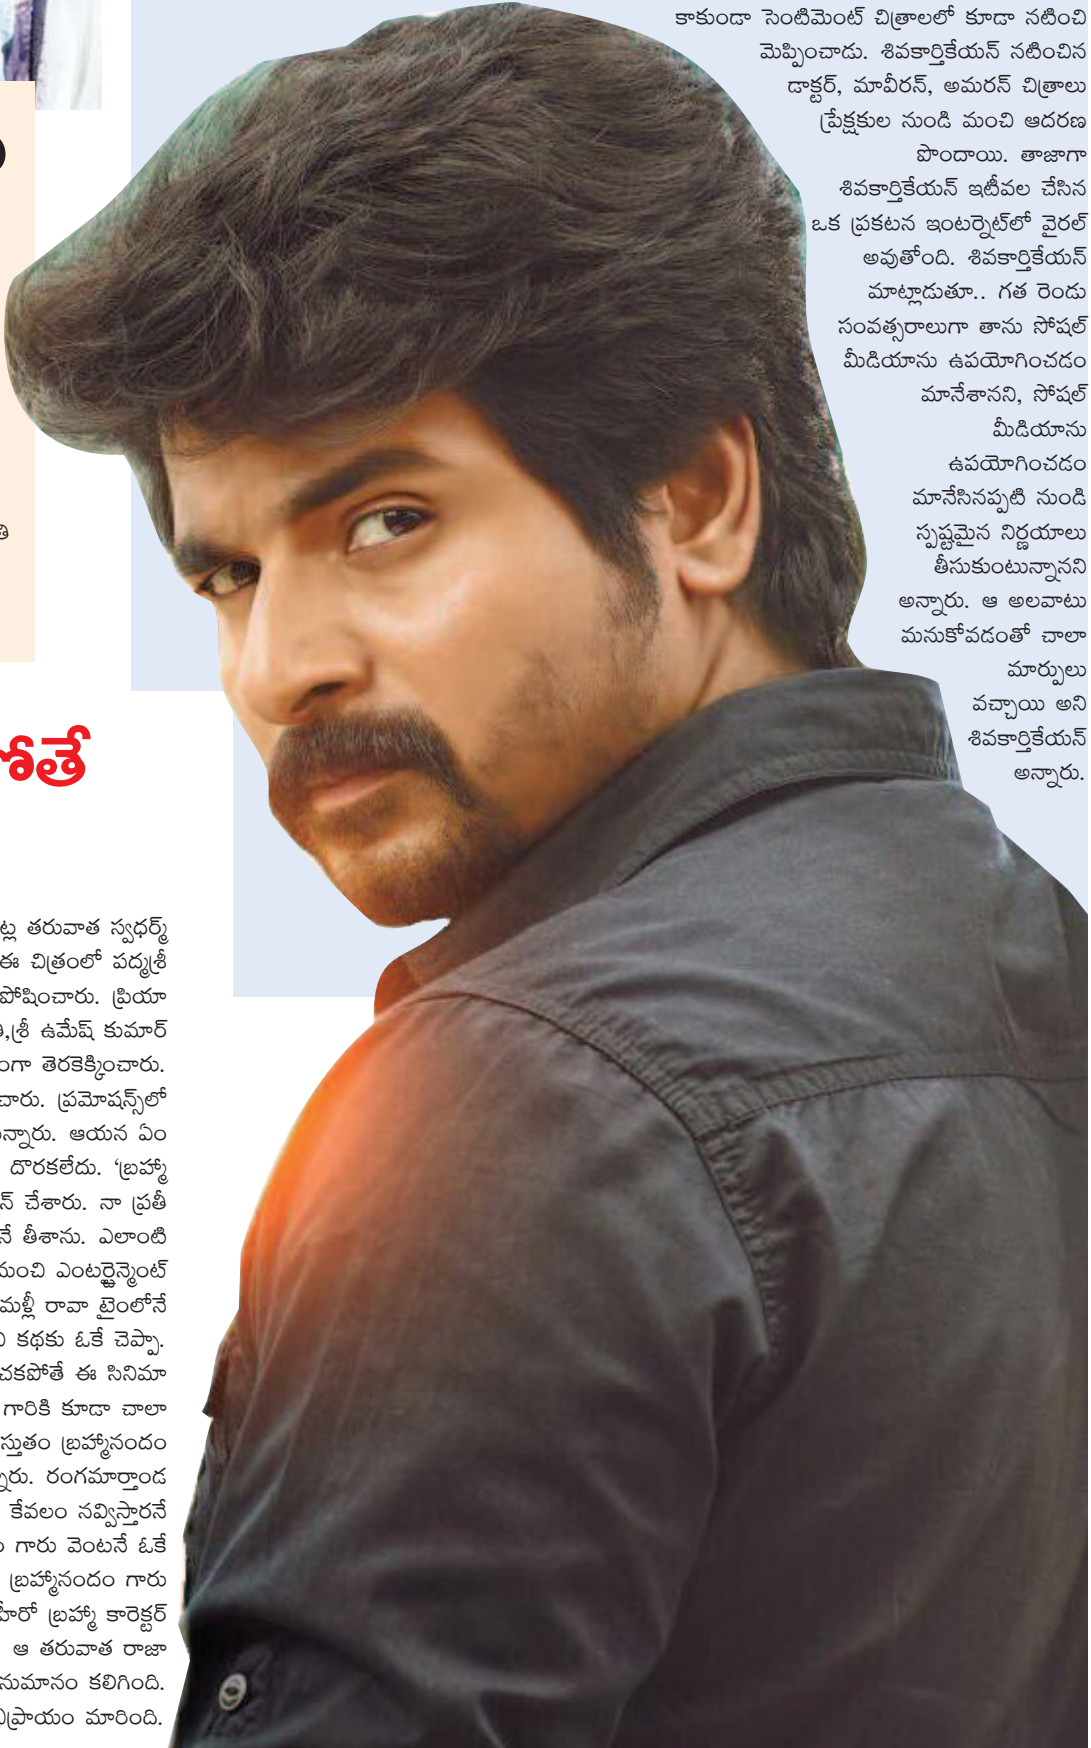 కాకుండా సెంటిమెంట్ చిత్రాలలో కూడా నటించి
మెప్పించాడు. శివకార్తికేయన్ నటించిన
డాక్టర్, మావీరన్, అమరన్ చిత్రాలు
ప్రేక్షకుల నుండి మంచి ఆదరణ
పొందాయి. తాజాగా
శివకార్తికేయన్ ఇటీవల చేసిన
ఒక ప్రకటన ఇంటర్నెట్‌లో వైరల్
అవుతోంది. శివకార్తికేయన్
మాట్లాడుతూ.. గత రెండు
సంవత్సరాలుగా తాను సోషల్
మీడియాను ఉపయోగించడం
మానేశానని, సోషల్
మీడియాను
ఉపయోగించడం
మానేసినప్పటి నుండి
స్పష్టమైన నిర్ణయాలు
తీసుకుంటున్నానని
అన్నారు. ఆ అలవాటు
మనుకోవడంతో చాలా
మార్పులు
వచ్చాయి అని
శివకార్తికేయన్
అన్నారు.
తరువాత స్వధర్మ్
ఈ చిత్రంలో పద్మశ్రీ
పోషించారు. ప్రియా
శ్రీ ఉమేష్ కుమార్
తెరకెక్కించారు.
ప్రమోషన్స్‌లో
ఆయన ఏం
దొరకలేదు. ‘బ్రహ్మా
చేశారు. నా ప్రతీ
తీశాను. ఎలాంటి
మంచి ఎంటర్టైన్మెంట్
మళ్లీ రావా టైంలోనే
కథకు ఓకే చెప్పా.
ఈ సినిమా
గారికి కూడా చాలా
బ్రహ్మానందం
రంగమార్తాండ
కేవలం నవ్విస్తారనే
గారు వెంటనే ఓకే
బ్రహ్మానందం గారు
బ్రహ్మా కారెక్టర్
ఆ తరువాత రాజా
కలిగింది.
మారింది.